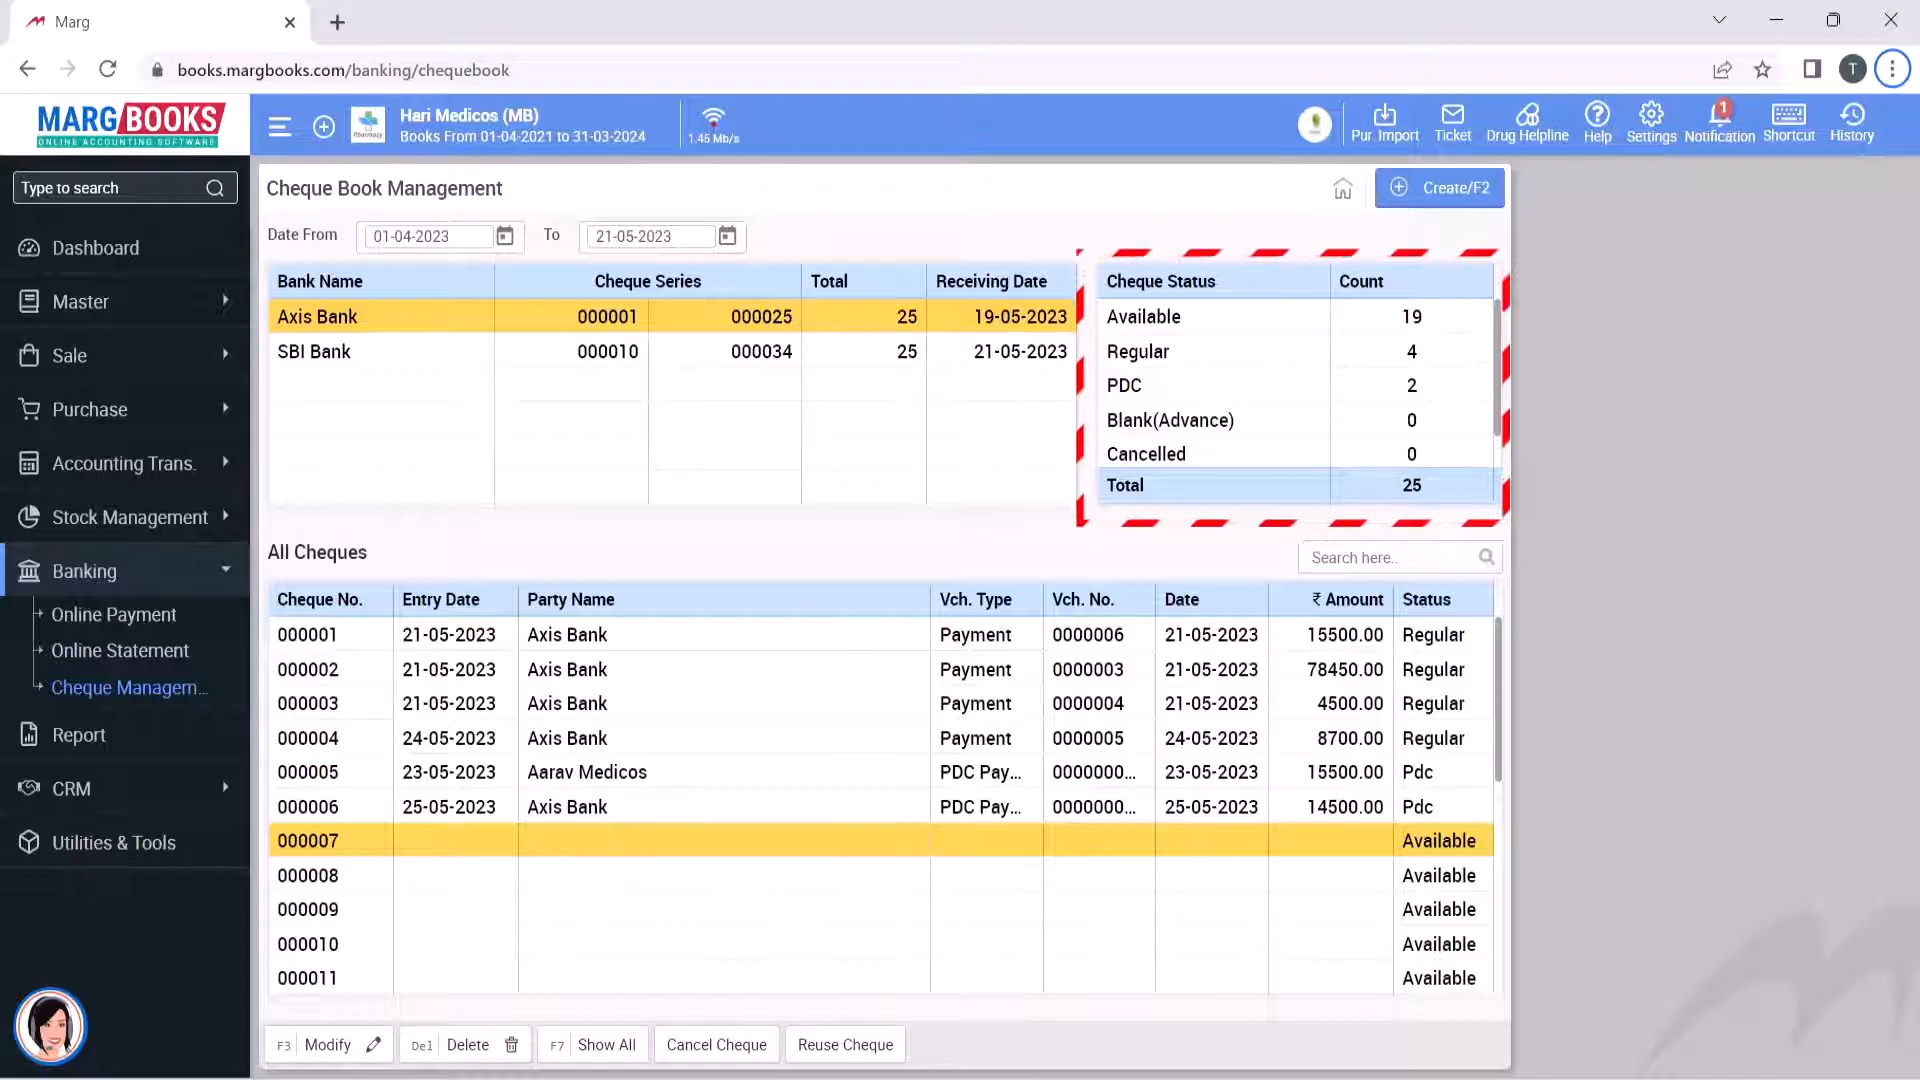 Marg
books.margbooks.com/banking/chequebook
T
MARG BOOKS
ONLINE ACCOUNTING SOFTWARE
Pharmacy
Hari Medicos (MB)
Books From 01-04-2021 to 31-03-2024
1.45 Mb/s
Pur. Import
Ticket
Drug Helpline
Help
Settings
1
Notification
Shortcut
History
Type to search
Dashboard
Master
Sale
Purchase
Accounting Trans.
Stock Management
Banking
Online Payment
Online Statement
Cheque Managem...
Report
CRM
Utilities & Tools
Cheque Book Management
Create/F2
Date From 01-04-2023 To 21-05-2023
Bank Name Cheque Series Total Receiving Date
Axis Bank 000001 000025 25 19-05-2023
SBI Bank 000010 000034 25 21-05-2023
Cheque Status Count
Available 19
Regular 4
PDC 2
Blank(Advance) 0
Cancelled 0
Total 25
All Cheques
Search here..
Cheque No. Entry Date Party Name Vch. Type Vch. No. Date ₹ Amount Status
000001 21-05-2023 Axis Bank Payment 0000006 21-05-2023 15500.00 Regular
000002 21-05-2023 Axis Bank Payment 0000003 21-05-2023 78450.00 Regular
000003 21-05-2023 Axis Bank Payment 0000004 21-05-2023 4500.00 Regular
000004 24-05-2023 Axis Bank Payment 0000005 24-05-2023 8700.00 Regular
000005 23-05-2023 Aarav Medicos PDC Pay... 0000000... 23-05-2023 15500.00 Pdc
000006 25-05-2023 Axis Bank PDC Pay... 0000000... 25-05-2023 14500.00 Pdc
000007 Available
000008 Available
000009 Available
000010 Available
000011 Available
F3 Modify
Del Delete
F7 Show All
Cancel Cheque
Reuse Cheque